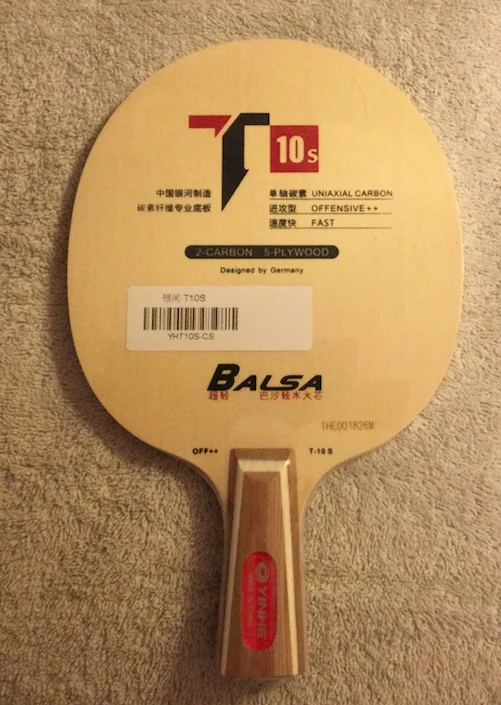 T 10s
中国银河制造
碳素纤维专业底板
单轴碳素 UNIAXIAL CARBON
进攻型 OFFENSIVE++
速度快 FAST
2-CARBON 5-PLYWOOD
Designed by Germany
银河 T10S
YHT10S-CS
BALSA
超轻 巴沙轻木大芯
THE001826M
OFF++ T-10 S
YINHE